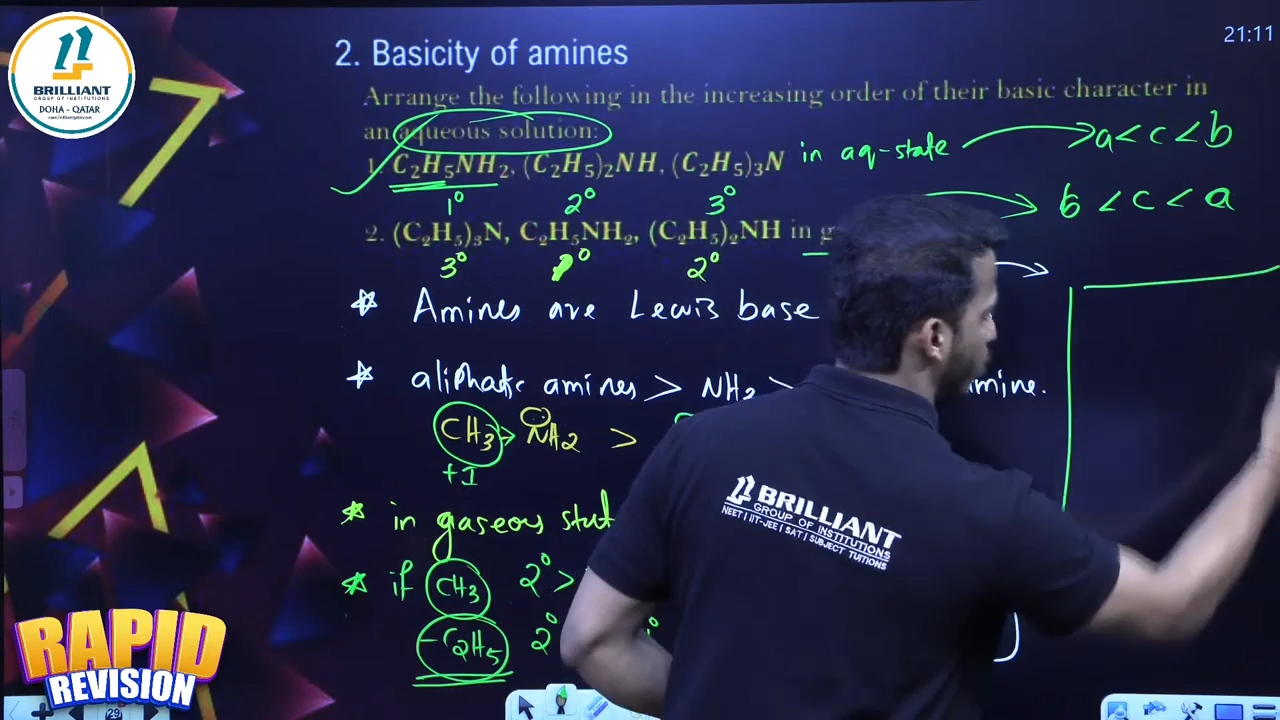 BRILLIANT
GROUP OF INSTITUTIONS
DOHA - QATAR
21:11
2. Basicity of amines
Arrange the following in the increasing order of their basic character in
an aqueous solution:
1. C₂H₅NH₂, (C₂H₅)₂NH, (C₂H₅)₃N in aq-state a<c<b
1° 2° 3°
b < c < a
2. (C₂H₅)₃N, C₂H₅NH₂, (C₂H₅)₂NH in g
3° 1° 2°
☆ Amines are Lewis base
☆ aliphatic amines > NH₂ > amine.
CH₃ → NH₂ >
+I
☆ in gaseous stat
☆ if CH₃ 2° >
-C₂H₅ 2° 1°
BRILLIANT
GROUP OF INSTITUTIONS
NEET | IIT-JEE | SAT | SUBJECT TUITIONS
RAPID
REVISION
29